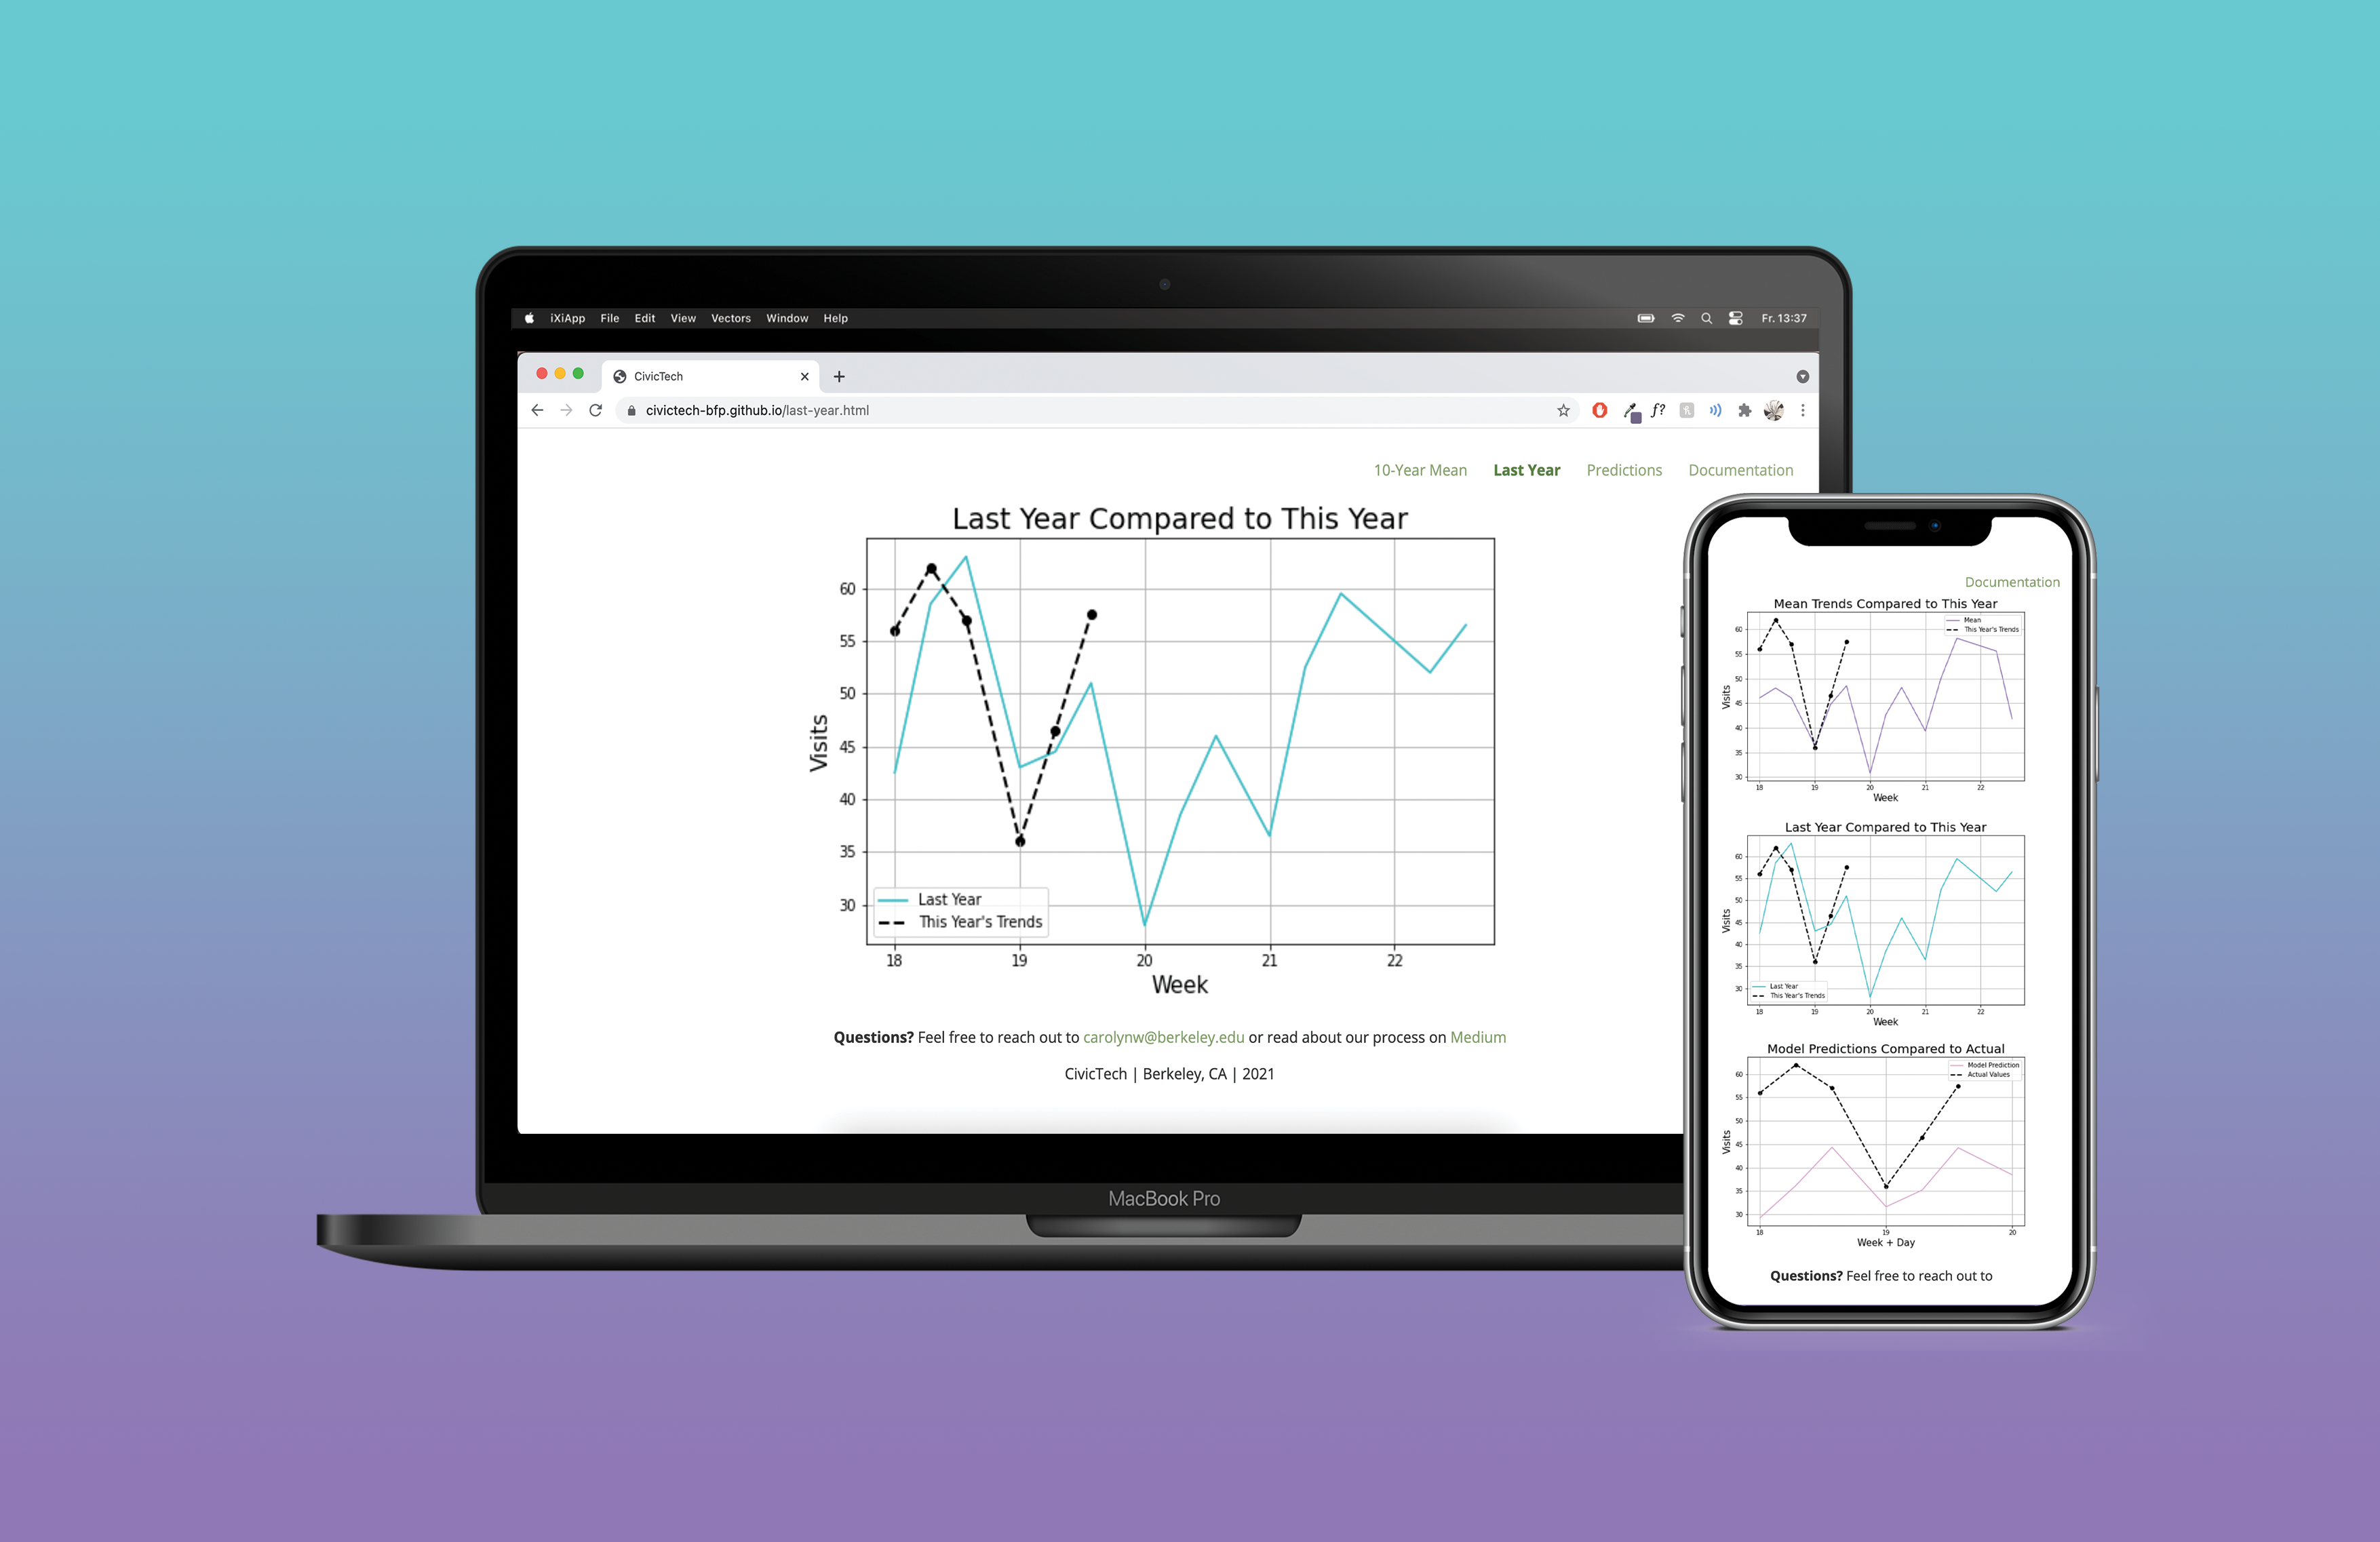 iXiApp File Edit View Vectors Window Help Fr. 13:37
CivicTech
civictech-bfp.github.io/last-year.html
f?
10-Year Mean Last Year Predictions Documentation
Last Year Compared to This Year
60
55
50
45
40
35
30
Visits
Last Year
This Year's Trends
18 19 20 21 22
Week
Questions? Feel free to reach out to carolynw@berkeley.edu or read about our process on Medium
CivicTech | Berkeley, CA | 2021
MacBook Pro
Documentation
Mean Trends Compared to This Year
Mean
This Year's Trends
60
55
50
45
40
35
30
Visits
18 19 20 21 22
Week
Last Year Compared to This Year
60
55
50
45
40
35
30
Visits
Last Year
This Year's Trends
18 19 20 21 22
Week
Model Predictions Compared to Actual
Model Prediction
Actual Values
60
55
50
45
40
35
30
Visits
18 19 20
Week + Day
Questions? Feel free to reach out to